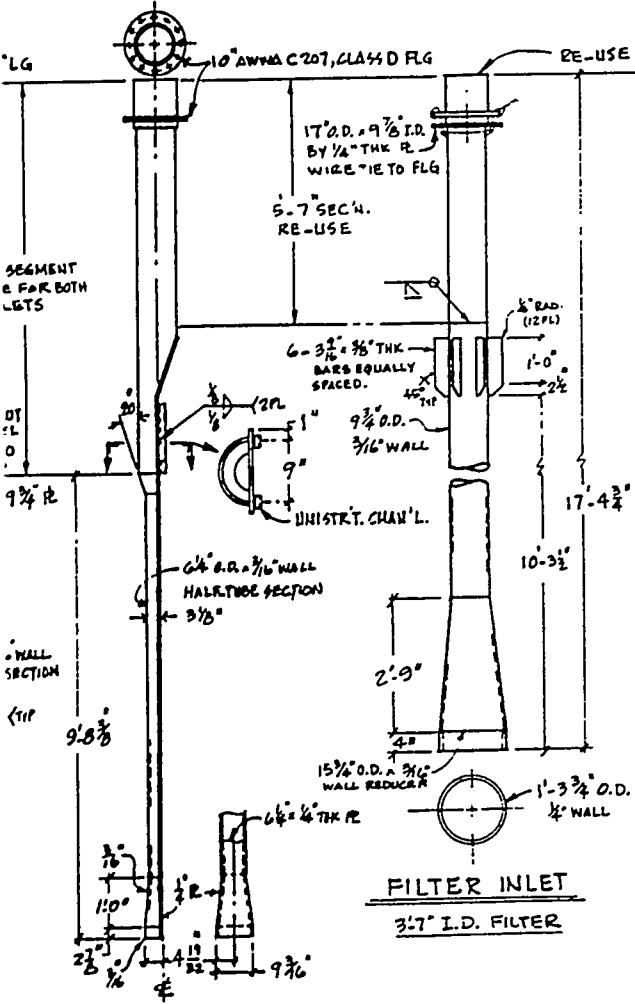 "LG
10" AWWA C207, CLASS D FLG
RE-USE
17" O.D. x 9 7/8" I.D.
BY 1/4" THK PL
WIRE TIE TO FLG
5'-7" SEC'N.
RE-USE
SEGMENT
E FOR BOTH
LETS
1/4" RAD.
(12 PL)
6 - 3 9/16" x 3/8" THK
BARS EQUALLY
SPACED.
1'-0"
2 1/2"
45°
TYP
20°
1/8
1/8
2 PL
9 3/4 O.D.
3/16" WALL
1"
9"
9 3/4" PL
UNISTR'T. CHAN'L.
17'-4 3/4"
10'-3 1/2"
6 1/4" O.D. x 3/16" WALL
HALF TUBE SECTION
3 1/8"
WALL
SECTION
TIP
2'-9"
9'-8 3/8"
4"
15 3/4" O.D. x 3/16"
WALL REDUCER
1'-3 3/4" O.D.
1/4" WALL
6 1/4" x 1/4" THK PL
3/16"
1/4" PL
1'-0"
2 7/8"
3/16
4 19/32"
9 3/16"
FILTER INLET
3'-7" I.D. FILTER